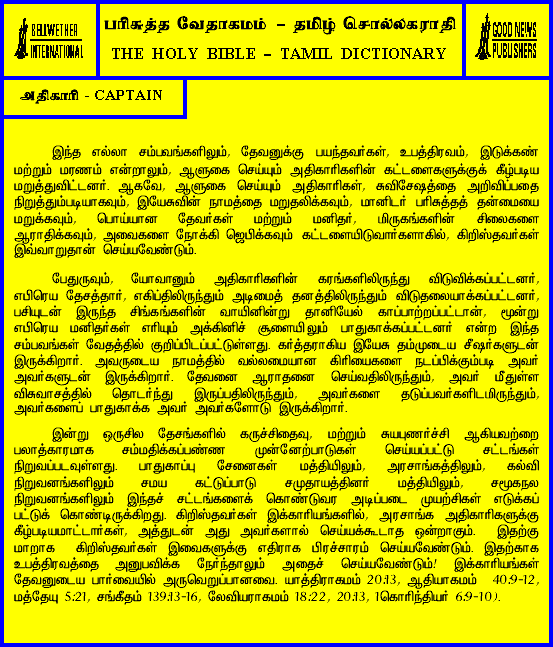 BELLWETHER
INTERNATIONAL
பரிசுத்த வேதாகமம் – தமிழ் சொல்லகராதி
THE HOLY BIBLE – TAMIL DICTIONARY
GOOD NEWS
PUBLISHERS
அதிகாரி - CAPTAIN
இந்த எல்லா சம்பவங்களிலும், தேவனுக்கு பயந்தவர்கள், உபத்திரவம், இடுக்கண்
மற்றும் மரணம் என்றாலும், ஆளுகை செய்யும் அதிகாரிகளின் கட்டளைகளுக்குக் கீழ்படிய
மறுத்துவிட்டனர். ஆகவே, ஆளுகை செய்யும் அதிகாரிகள், சுவிசேஷத்தை அறிவிப்பதை
நிறுத்தும்படியாகவும், இயேசுவின் நாமத்தை மறுதலிக்கவும், மானிடர் பரிசுத்தத் தன்மையை
மறுக்கவும், பொய்யான தேவர்கள் மற்றும் மனிதர், மிருகங்களின் சிலைகளை
ஆராதிக்கவும், அவைகளை நோக்கி ஜெபிக்கவும் கட்டளையிடுவார்களாகில், கிறிஸ்தவர்கள்
இவ்வாறுதான் செய்யவேண்டும்.
பேதுருவும், யோவானும் அதிகாரிகளின் கரங்களிலிருந்து விடுவிக்கப்பட்டனர்,
எபிரெய தேசத்தார், எகிப்திலிருந்தும் அடிமைத் தனத்திலிருந்தும் விடுதலையாக்கப்பட்டனர்,
பசியுடன் இருந்த சிங்கங்களின் வாயினின்று தானியேல் காப்பாற்றப்பட்டான், மூன்று
எபிரெய மனிதர்கள் எரியும் அக்கினிச் சூளையிலும் பாதுகாக்கப்பட்டனர் என்ற இந்த
சம்பவங்கள் வேதத்தில் குறிப்பிடப்பட்டுள்ளது. கர்த்தராகிய இயேசு தம்முடைய சீஷர்களுடன்
இருக்கிறார். அவருடைய நாமத்தில் வல்லமையான கிரியைகளை நடப்பிக்கும்படி அவர்
அவர்களுடன் இருக்கிறார். தேவனை ஆராதனை செய்வதிலிருந்தும், அவர் மீதுள்ள
விசுவாசத்தில் தொடர்ந்து இருப்பதிலிருந்தும், அவர்களை தடுப்பவர்களிடமிருந்தும்,
அவர்களைப் பாதுகாக்க அவர் அவர்களோடு இருக்கிறார்.
இன்று ஒருசில தேசங்களில் கருச்சிதைவு, மற்றும் சுயபுணர்ச்சி ஆகியவற்றை
பலாத்காரமாக சம்மதிக்கப்பண்ண முன்னேற்பாடுகள் செய்யப்பட்டு சட்டங்கள்
நிறுவப்படவுள்ளது. பாதுகாப்பு சேனைகள் மத்தியிலும், அரசாங்கத்திலும், கல்வி
நிறுவனங்களிலும் சமய கட்டுப்பாடு சமுதாயத்தினர் மத்தியிலும், சமூகநல
நிறுவனங்களிலும் இந்தச் சட்டங்களைக் கொண்டுவர அடிப்படை முயற்சிகள் எடுக்கப்
பட்டுக் கொண்டிருக்கிறது. கிறிஸ்தவர்கள் இக்காரியங்களில், அரசாங்க அதிகாரிகளுக்கு
கீழ்படியமாட்டார்கள், அத்துடன் அது அவர்களால் செய்யக்கூடாத ஒன்றாகும். இதற்கு
மாறாக கிறிஸ்தவர்கள் இவைகளுக்கு எதிராக பிரச்சாரம் செய்யவேண்டும். இதற்காக
உபத்திரவத்தை அனுபவிக்க நேர்ந்தாலும் அதைச் செய்யவேண்டும்! இக்காரியங்கள்
தேவனுடைய பார்வையில் அருவெறுப்பானவை. யாத்திராகமம் 20:13, ஆதியாகமம் 40:9-12,
மத்தேயு 5:21, சங்கீதம் 139:13-16, லேவியராகமம் 18:22, 20:13, 1கொரிந்தியர் 6:9-10).